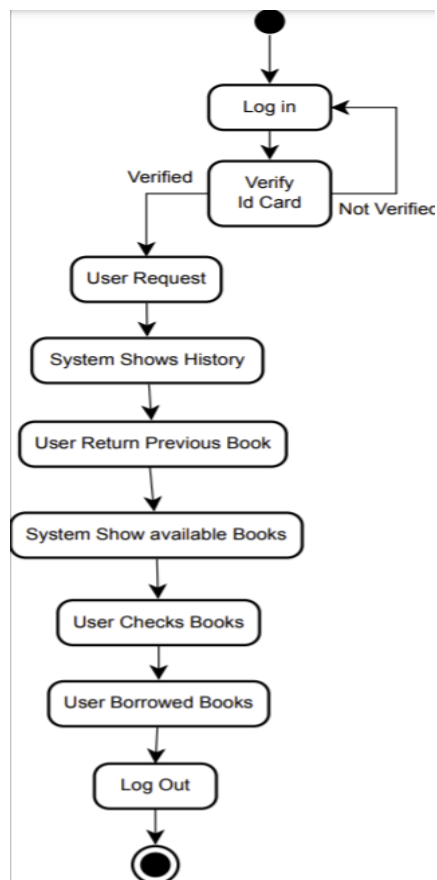 Log in
Verified
Verify
Id Card
Not Verified
User Request
System Shows History
User Return Previous Book
System Show available Books
User Checks Books
User Borrowed Books
Log Out